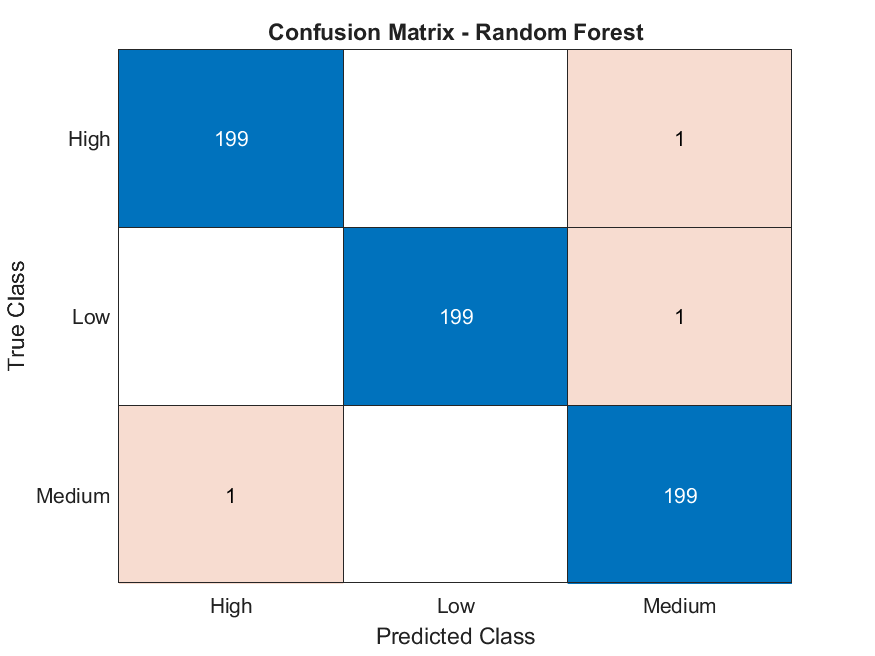 Confusion Matrix - Random Forest
True Class
High
199
1
Low
199
1
Medium
1
199
High Low Medium
Predicted Class